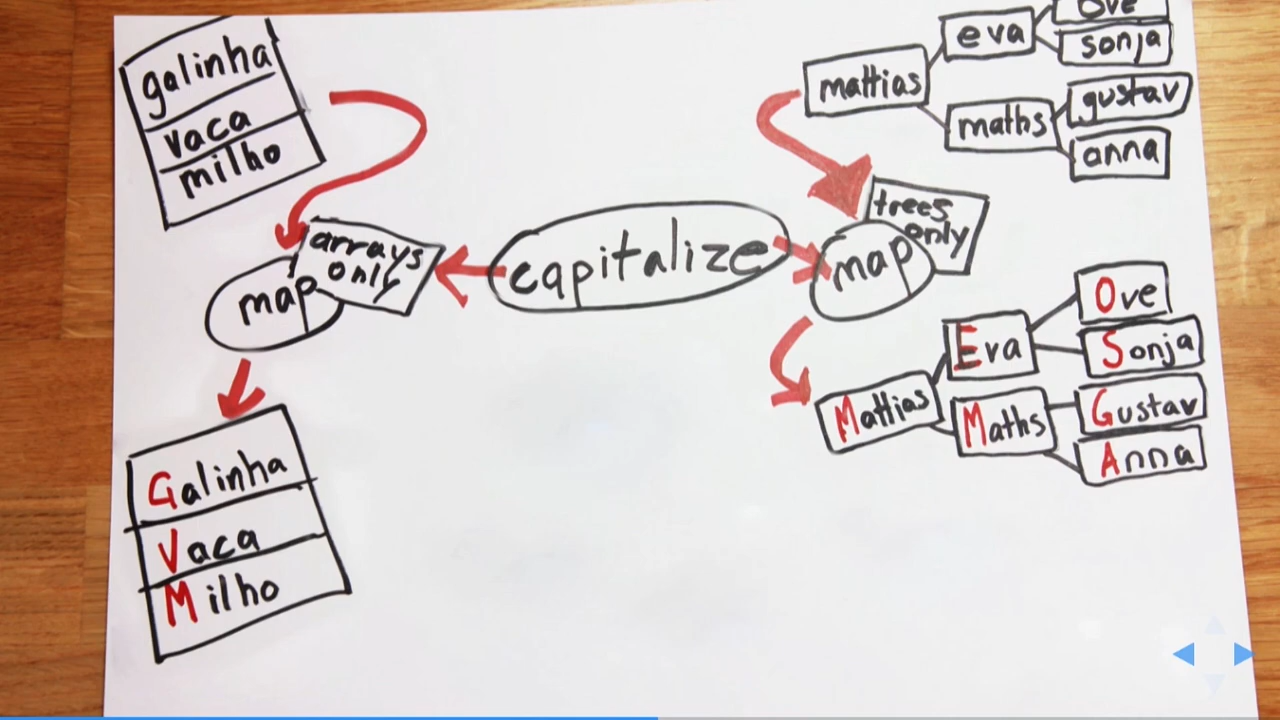 galinha
vaca
milho
arrays
only
map
Galinha
Vaca
Milho
capitalize
mattias
eva
ove
sonja
maths
gustav
anna
trees
only
map
Mattias
Eva
Ove
Sonja
Maths
Gustav
Anna